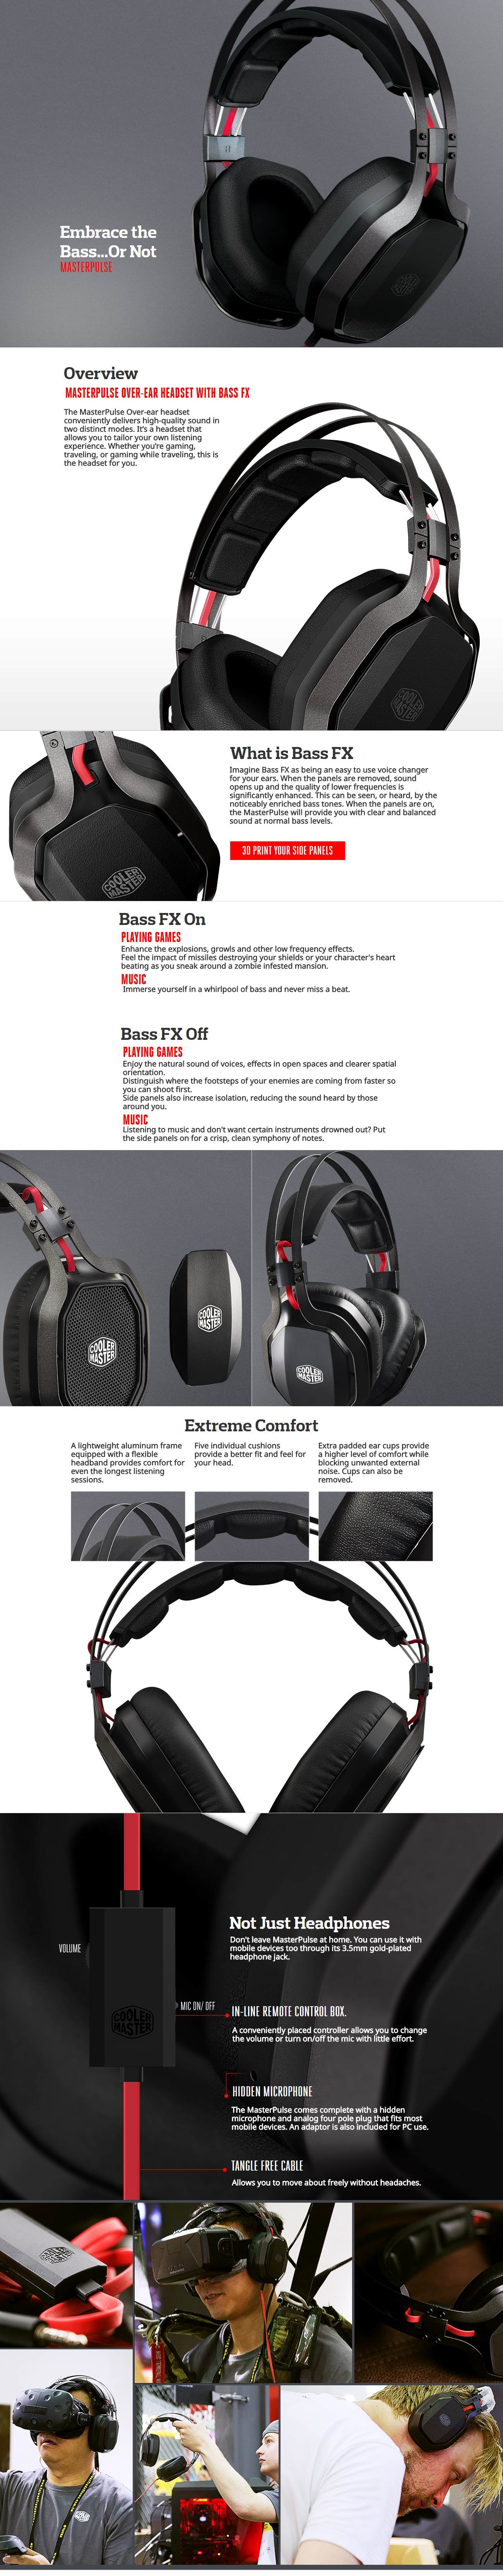 Embrace the
Bass...Or Not
MASTERPULSE
COOLER
MASTER
Overview
MASTERPULSE OVER-EAR HEADSET WITH BASS FX
The MasterPulse Over-ear headset
conveniently delivers high-quality sound in
two distinct modes. It's a headset that
allows you to tailor your own listening
experience. Whether you're gaming,
traveling, or gaming while traveling, this is
the headset for you.
COOLER
MASTER
What is Bass FX
Imagine Bass FX as being an easy to use voice changer
for your ears. When the panels are removed, sound
opens up and the quality of lower frequencies is
significantly enhanced. This can be seen, or heard, by the
noticeably enriched bass tones. When the panels are on,
the MasterPulse will provide you with clear and balanced
sound at normal bass levels.
3D PRINT YOUR SIDE PANELS
COOLER
MASTER
Bass FX On
PLAYING GAMES
Enhance the explosions, growls and other low frequency effects.
Feel the impact of missiles destroying your shields or your character's heart
beating as you sneak around a zombie infested mansion.
MUSIC
Immerse yourself in a whirlpool of bass and never miss a beat.
Bass FX Off
PLAYING GAMES
Enjoy the natural sound of voices, effects in open spaces and clearer spatial
orientation.
Distinguish where the footsteps of your enemies are coming from faster so
you can shoot first.
Side panels also increase isolation, reducing the sound heard by those
around you.
MUSIC
Listening to music and don't want certain instruments drowned out? Put
the side panels on for a crisp, clean symphony of notes.
COOLER
MASTER
COOLER
MASTER
COOLER
MASTER
Extreme Comfort
A lightweight aluminum frame
equipped with a flexible
headband provides comfort for
even the longest listening
sessions.
Five individual cushions
provide a better fit and feel for
your head.
Extra padded ear cups provide
a higher level of comfort while
blocking unwanted external
noise. Cups can also be
removed.
Not Just Headphones
Don't leave MasterPulse at home. You can use it with
mobile devices too through its 3.5mm gold-plated
headphone jack.
VOLUME
MIC ON/ OFF
COOLER
MASTER
IN-LINE REMOTE CONTROL BOX.
A conveniently placed controller allows you to change
the volume or turn on/off the mic with little effort.
HIDDEN MICROPHONE
The MasterPulse comes complete with a hidden
microphone and analog four pole plug that fits most
mobile devices. An adaptor is also included for PC use.
TANGLE FREE CABLE
Allows you to move about freely without headaches.